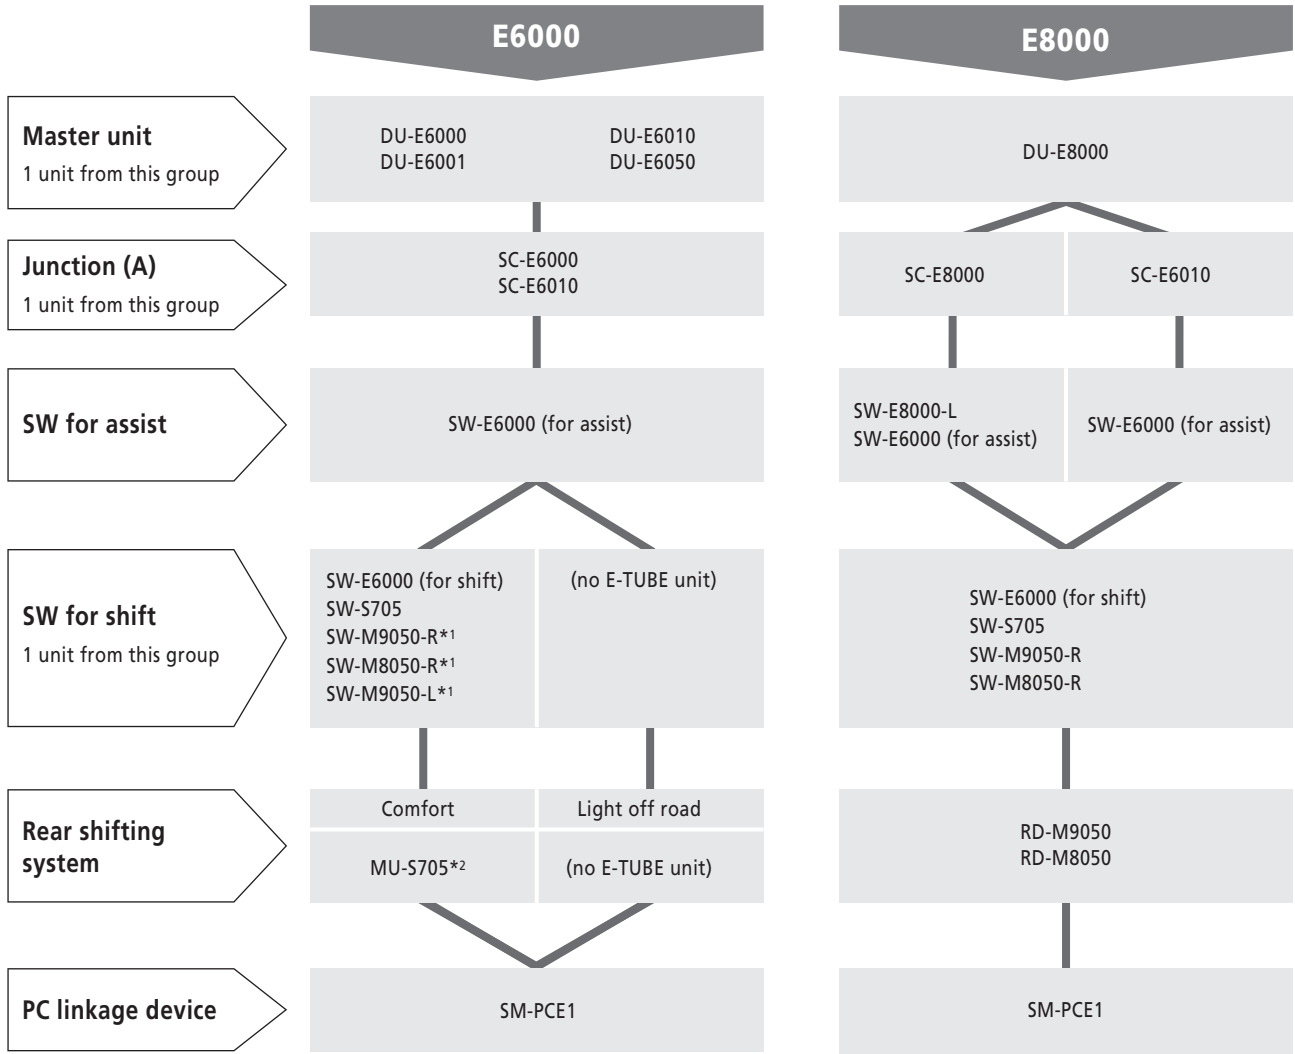 E6000
E8000
Master unit
1 unit from this group
DU-E6000
DU-E6001
DU-E6010
DU-E6050
DU-E8000
Junction (A)
1 unit from this group
SC-E6000
SC-E6010
SC-E8000
SC-E6010
SW for assist
SW-E6000 (for assist)
SW-E8000-L
SW-E6000 (for assist)
SW-E6000 (for assist)
SW for shift
1 unit from this group
SW-E6000 (for shift)
SW-S705
SW-M9050-R*1
SW-M8050-R*1
SW-M9050-L*1
(no E-TUBE unit)
SW-E6000 (for shift)
SW-S705
SW-M9050-R
SW-M8050-R
Rear shifting
system
Comfort
Light off road
MU-S705*2
(no E-TUBE unit)
RD-M9050
RD-M8050
PC linkage device
SM-PCE1
SM-PCE1